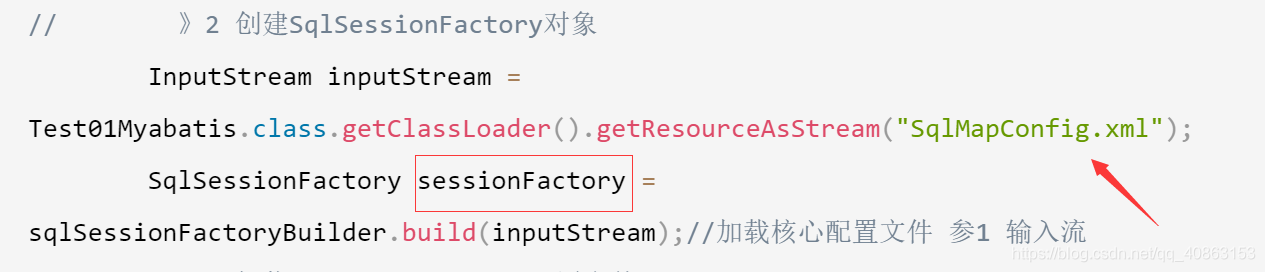 //        》2 创建SqlSessionFactory对象
        InputStream inputStream =
Test01Myabatis.class.getClassLoader().getResourceAsStream("SqlMapConfig.xml");
        SqlSessionFactory sessionFactory =
sqlSessionFactoryBuilder.build(inputStream);//加载核心配置文件 参1 输入流
https://blog.csdn.net/qq_40863153